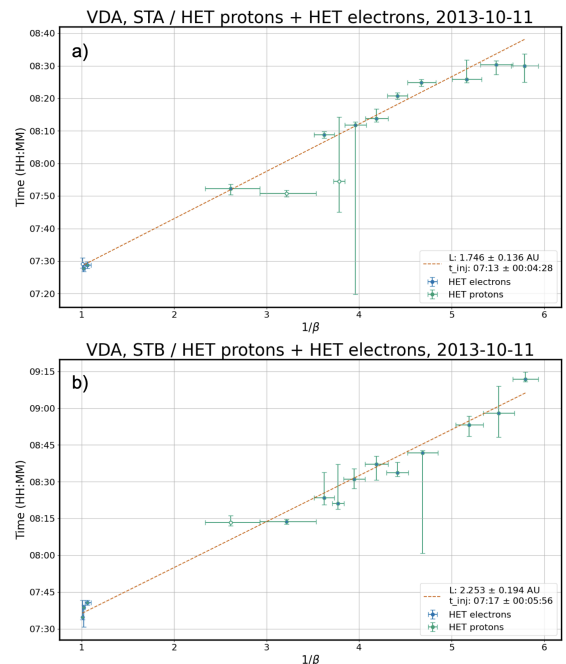 VDA, STA / HET protons + HET electrons, 2013-10-11
a)
08:40
08:30
08:20
08:10
08:00
07:50
07:40
07:30
07:20
Time (HH:MM)
L: 1.746 ± 0.136 AU
t_inj: 07:13 ± 00:04:28
HET electrons
HET protons
1 2 3 4 5 6
1/β
VDA, STB / HET protons + HET electrons, 2013-10-11
b)
09:15
09:00
08:45
08:30
08:15
08:00
07:45
07:30
Time (HH:MM)
L: 2.253 ± 0.194 AU
t_inj: 07:17 ± 00:05:56
HET electrons
HET protons
1 2 3 4 5 6
1/β